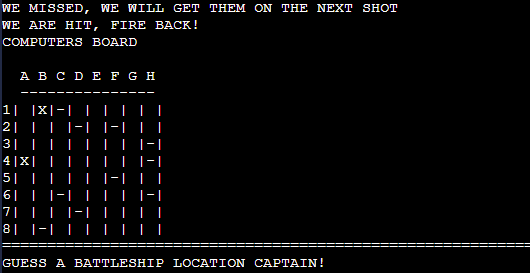 WE MISSED, WE WILL GET THEM ON THE NEXT SHOT
WE ARE HIT, FIRE BACK!
COMPUTERS BOARD

  A B C D E F G H
  ---------------
1| |X|-| | | | | |
2| | | |-| |-| | |
3| | | | | | | |-|
4|X| | | | | | |-|
5| | | | | |-| | |
6| | |-| | | | |-|
7| | | |-| | | | |
8| |-| | | | | | |
===========================================================
GUESS A BATTLESHIP LOCATION CAPTAIN!